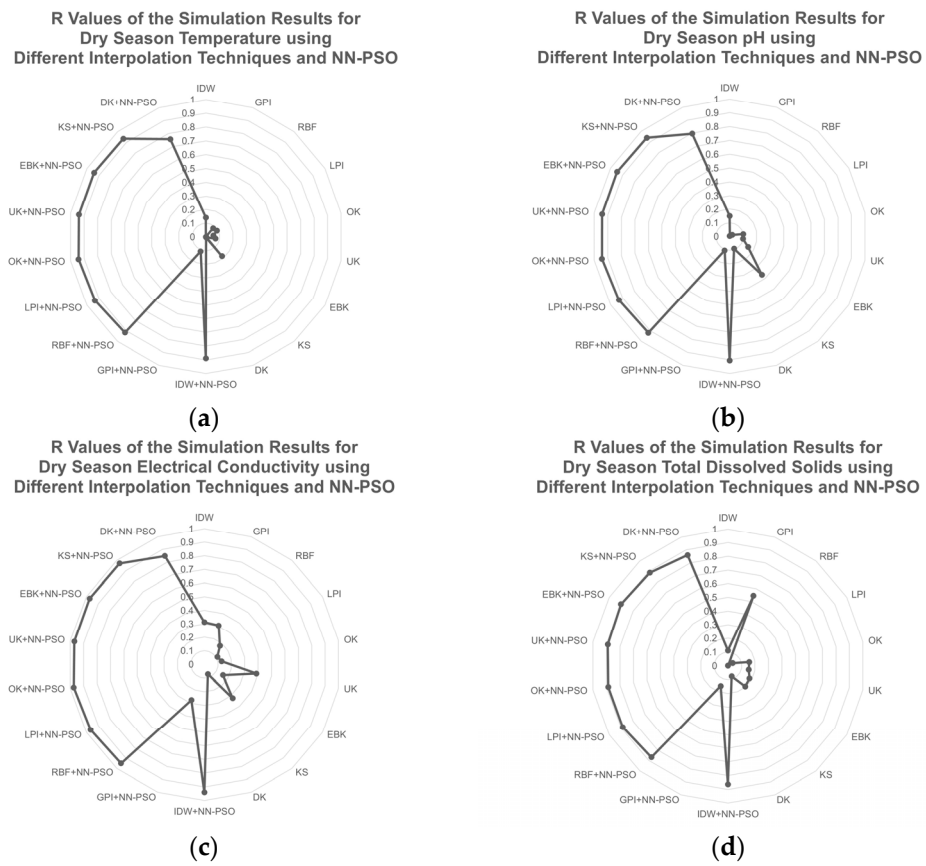 R Values of the Simulation Results for
Dry Season Temperature using
Different Interpolation Techniques and NN-PSO
IDW
DK+NN-PSO
GPI
KS+NN-PSO
RBF
EBK+NN-PSO
LPI
UK+NN-PSO
OK
OK+NN-PSO
UK
LPI+NN-PSO
EBK
RBF+NN-PSO
KS
GPI+NN-PSO
DK
IDW+NN-PSO
1
0.9
0.8
0.7
0.6
0.5
0.4
0.3
0.2
0.1
0
(a)
R Values of the Simulation Results for
Dry Season pH using
Different Interpolation Techniques and NN-PSO
IDW
DK+NN-PSO
GPI
KS+NN-PSO
RBF
EBK+NN-PSO
LPI
UK+NN-PSO
OK
OK+NN-PSO
UK
LPI+NN-PSO
EBK
RBF+NN-PSO
KS
GPI+NN-PSO
DK
IDW+NN-PSO
1
0.9
0.8
0.7
0.6
0.5
0.4
0.3
0.2
0.1
0
(b)
R Values of the Simulation Results for
Dry Season Electrical Conductivity using
Different Interpolation Techniques and NN-PSO
IDW
DK+NN-PSO
GPI
KS+NN-PSO
RBF
EBK+NN-PSO
LPI
UK+NN-PSO
OK
OK+NN-PSO
UK
LPI+NN-PSO
EBK
RBF+NN-PSO
KS
GPI+NN-PSO
DK
IDW+NN-PSO
1
0.9
0.8
0.7
0.6
0.5
0.4
0.3
0.2
0.1
0
(c)
R Values of the Simulation Results for
Dry Season Total Dissolved Solids using
Different Interpolation Techniques and NN-PSO
IDW
DK+NN-PSO
GPI
KS+NN-PSO
RBF
EBK+NN-PSO
LPI
UK+NN-PSO
OK
OK+NN-PSO
UK
LPI+NN-PSO
EBK
RBF+NN-PSO
KS
GPI+NN-PSO
DK
IDW+NN-PSO
1
0.9
0.8
0.7
0.6
0.5
0.4
0.3
0.2
0.1
0
(d)